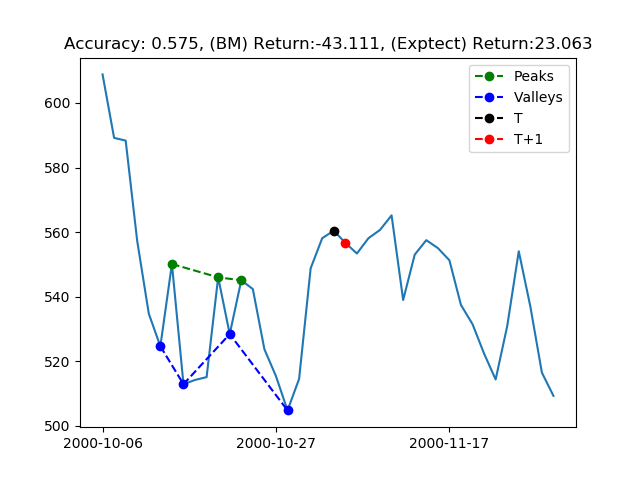 Accuracy: 0.575, (BM) Return:-43.111, (Exptect) Return:23.063
Peaks
Valleys
T
T+1
600
580
560
540
520
500
2000-10-06
2000-10-27
2000-11-17